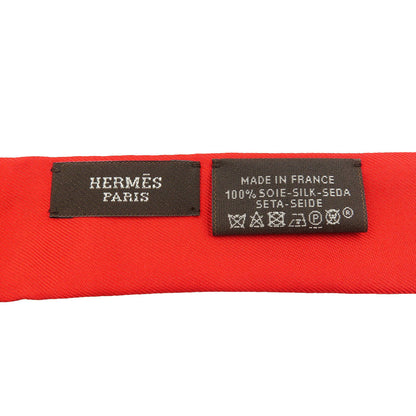 HERMÈS
PARIS
MADE IN FRANCE
100% SOIE-SILK-SEDA
SETA-SEIDE
P W ®